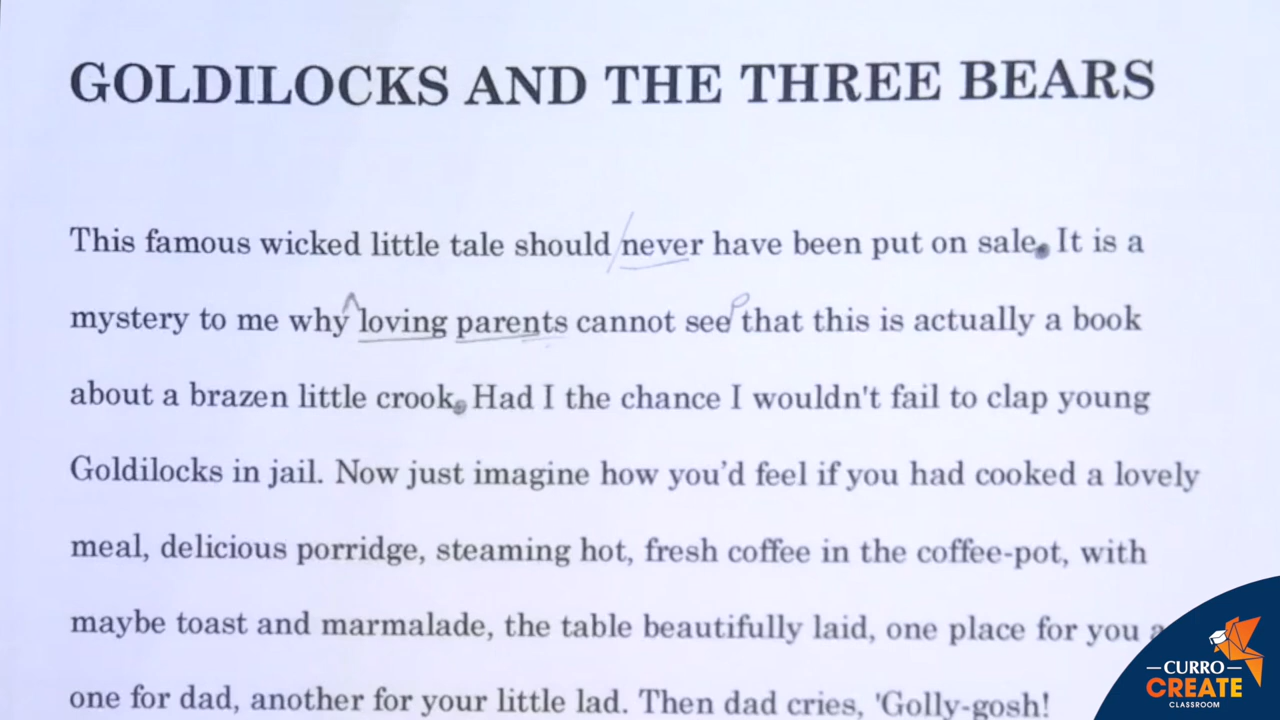 GOLDILOCKS AND THE THREE BEARS
This famous wicked little tale should never have been put on sale. It is a
mystery to me why loving parents cannot see that this is actually a book
about a brazen little crook. Had I the chance I wouldn't fail to clap young
Goldilocks in jail. Now just imagine how you'd feel if you had cooked a lovely
meal, delicious porridge, steaming hot, fresh coffee in the coffee-pot, with
maybe toast and marmalade, the table beautifully laid, one place for you
one for dad, another for your little lad. Then dad cries, 'Golly-gosh!
CURRO
CREATE
CLASSROOM